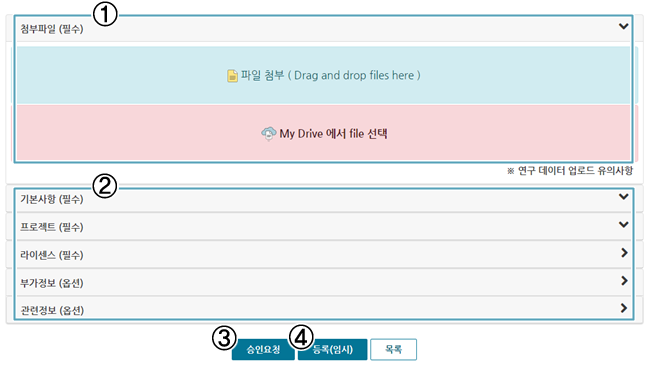 ①
첨부파일 (필수)
파일 첨부 ( Drag and drop files here )
My Drive 에서 file 선택
※ 연구 데이터 업로드 유의사항
②
기본사항 (필수)
프로젝트 (필수)
라이센스 (필수)
부가정보 (옵션)
관련정보 (옵션)
③ 승인요청 ④ 등록(임시) 목록